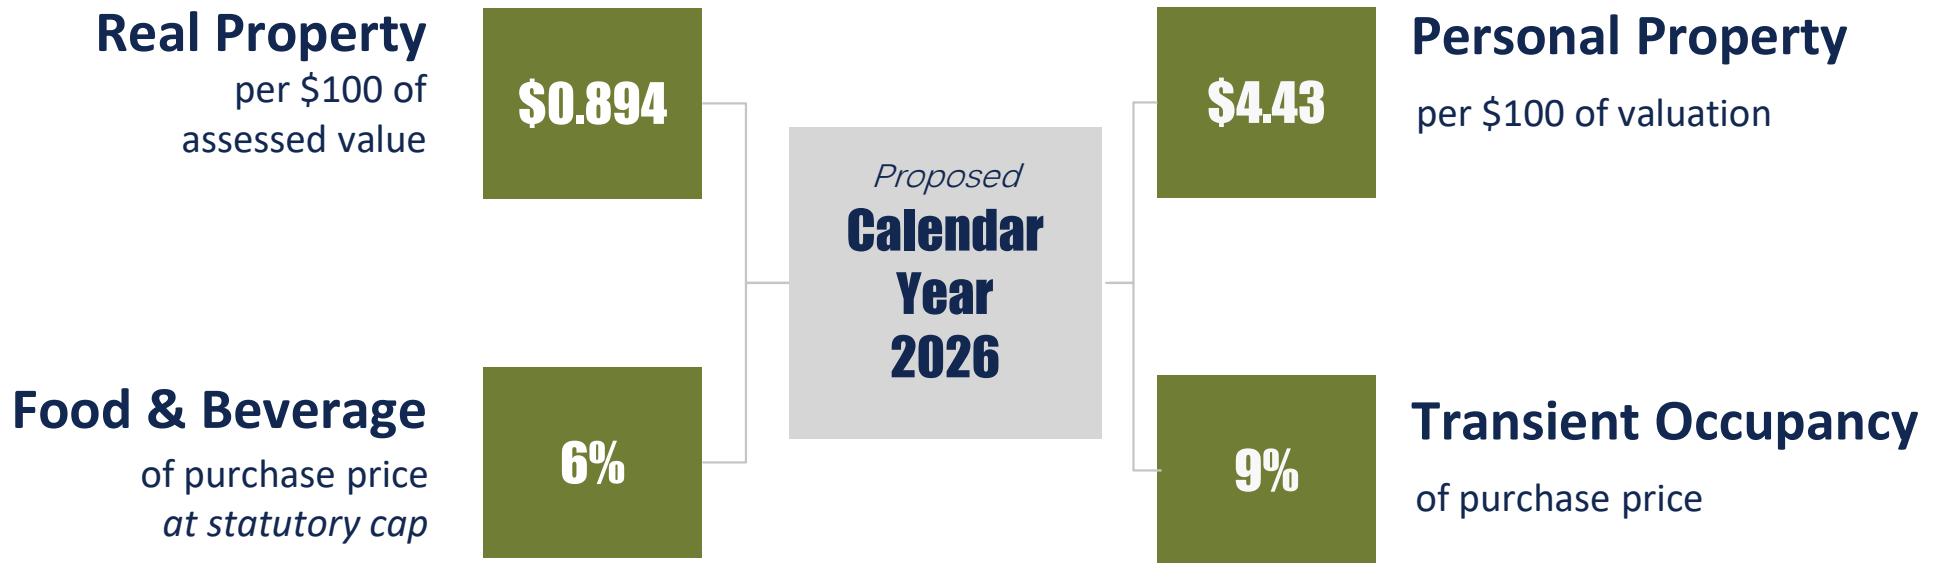 Real Property
per $100 of
assessed value
$0.894
Food & Beverage
of purchase price
at statutory cap
6%
Proposed
Calendar
Year
2026
$4.43
Personal Property
per $100 of valuation
9%
Transient Occupancy
of purchase price